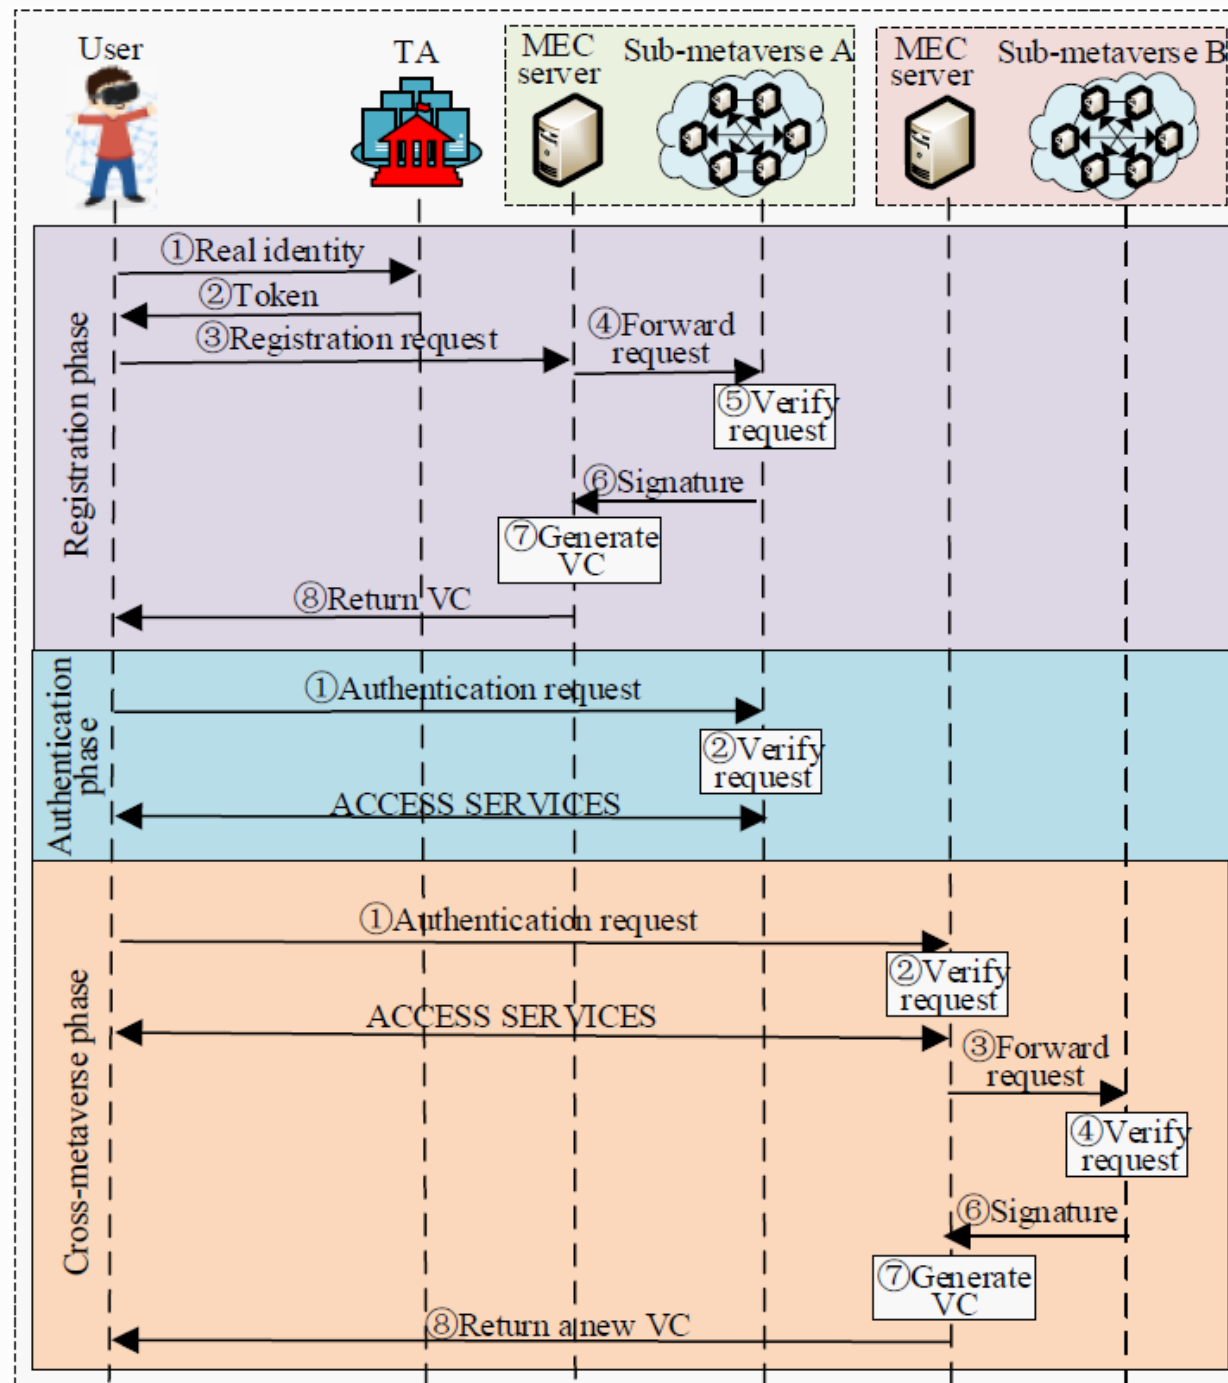 User
TA
MEC
server
Sub-metaverse A
MEC
server
Sub-metaverse B
Registration phase
①Real identity
②Token
③Registration request
④Forward
request
⑤Verify
request
⑥Signature
⑦Generate
VC
⑧Return VC
Authentication
phase
①Authentication request
②Verify
request
ACCESS SERVICES
Cross-metaverse phase
①Authentication request
②Verify
request
ACCESS SERVICES
③Forward
request
④Verify
request
⑥Signature
⑦Generate
VC
⑧Return a new VC